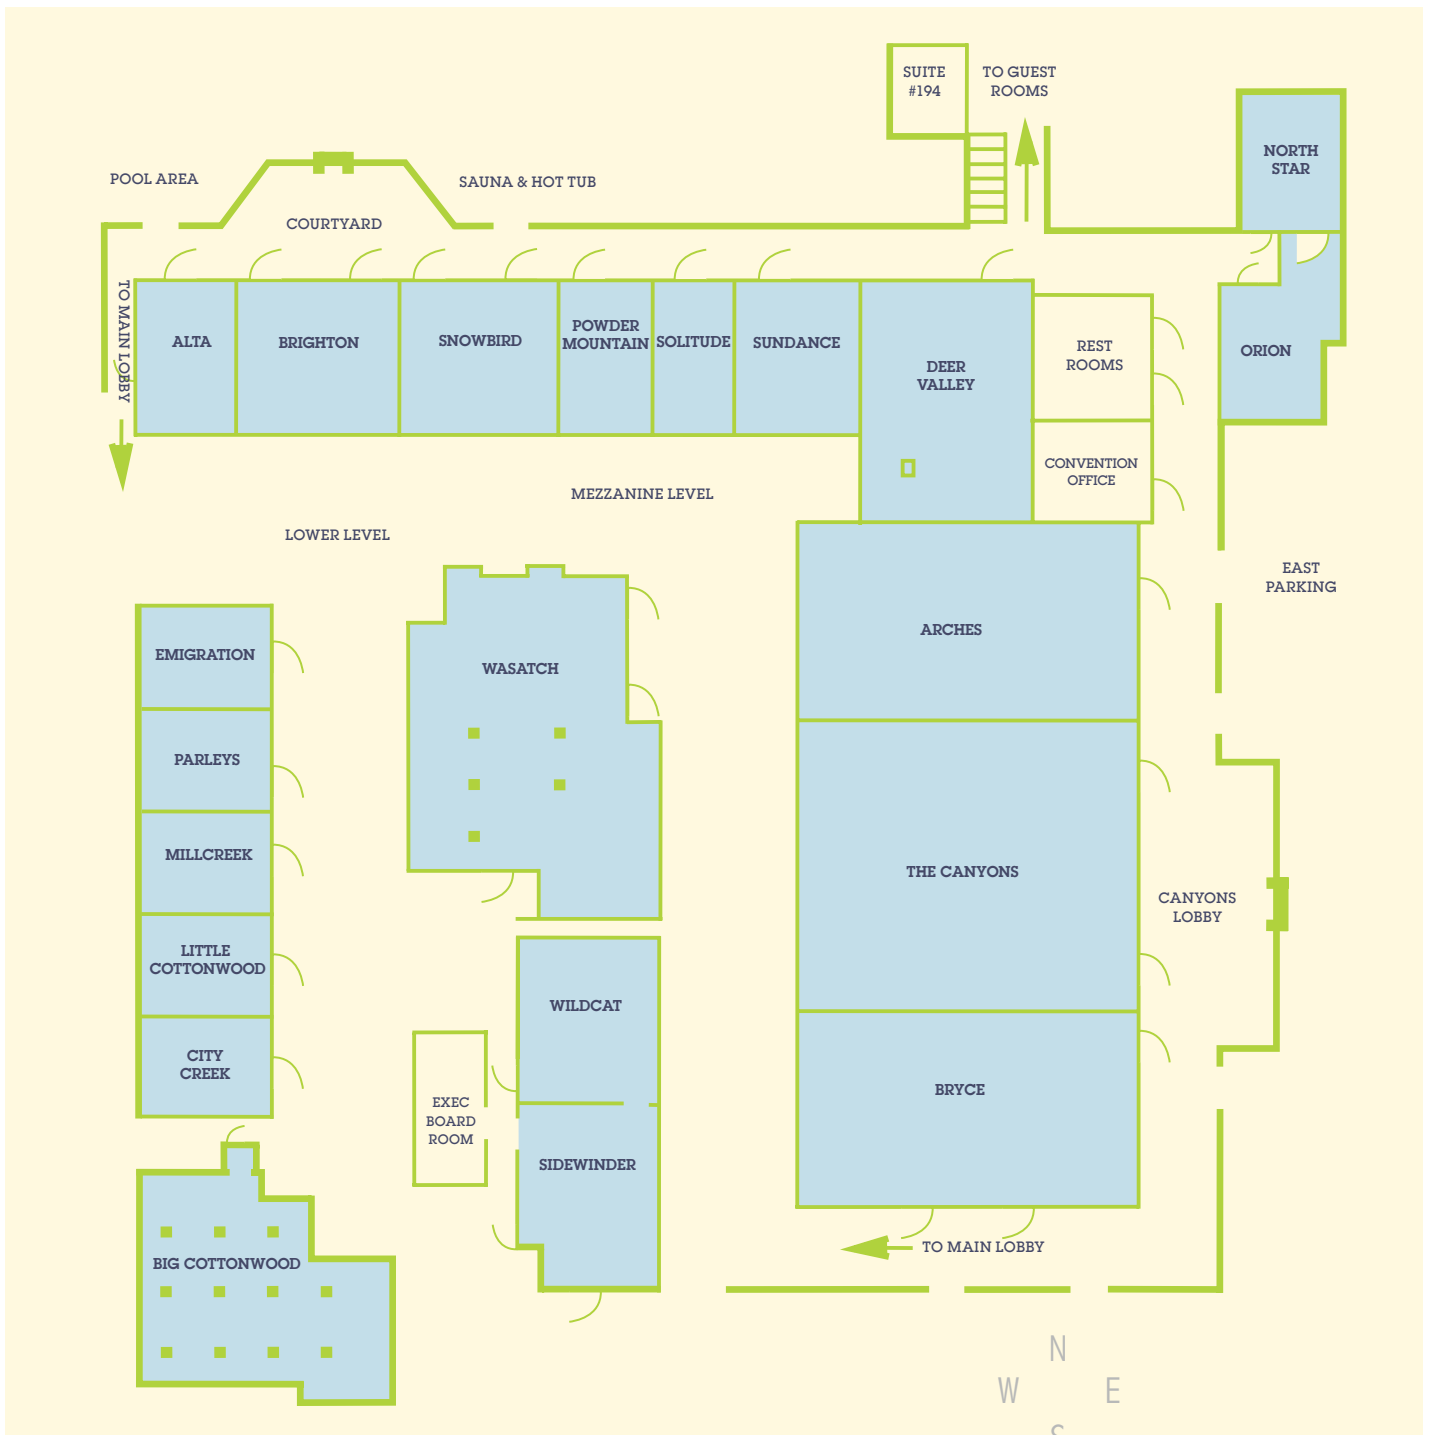 SUITE
#194
TO GUEST
ROOMS
NORTH
STAR
POOL AREA
SAUNA & HOT TUB
COURTYARD
TO MAIN LOBBY
ALTA
BRIGHTON
SNOWBIRD
POWDER
MOUNTAIN
SOLITUDE
SUNDANCE
DEER
VALLEY
REST
ROOMS
ORION
CONVENTION
OFFICE
MEZZANINE LEVEL
LOWER LEVEL
EAST
PARKING
EMIGRATION
WASATCH
ARCHES
PARLEYS
MILLCREEK
THE CANYONS
CANYONS
LOBBY
LITTLE
COTTONWOOD
WILDCAT
CITY
CREEK
EXEC
BOARD
ROOM
BRYCE
SIDEWINDER
BIG COTTONWOOD
TO MAIN LOBBY
N
W E
S